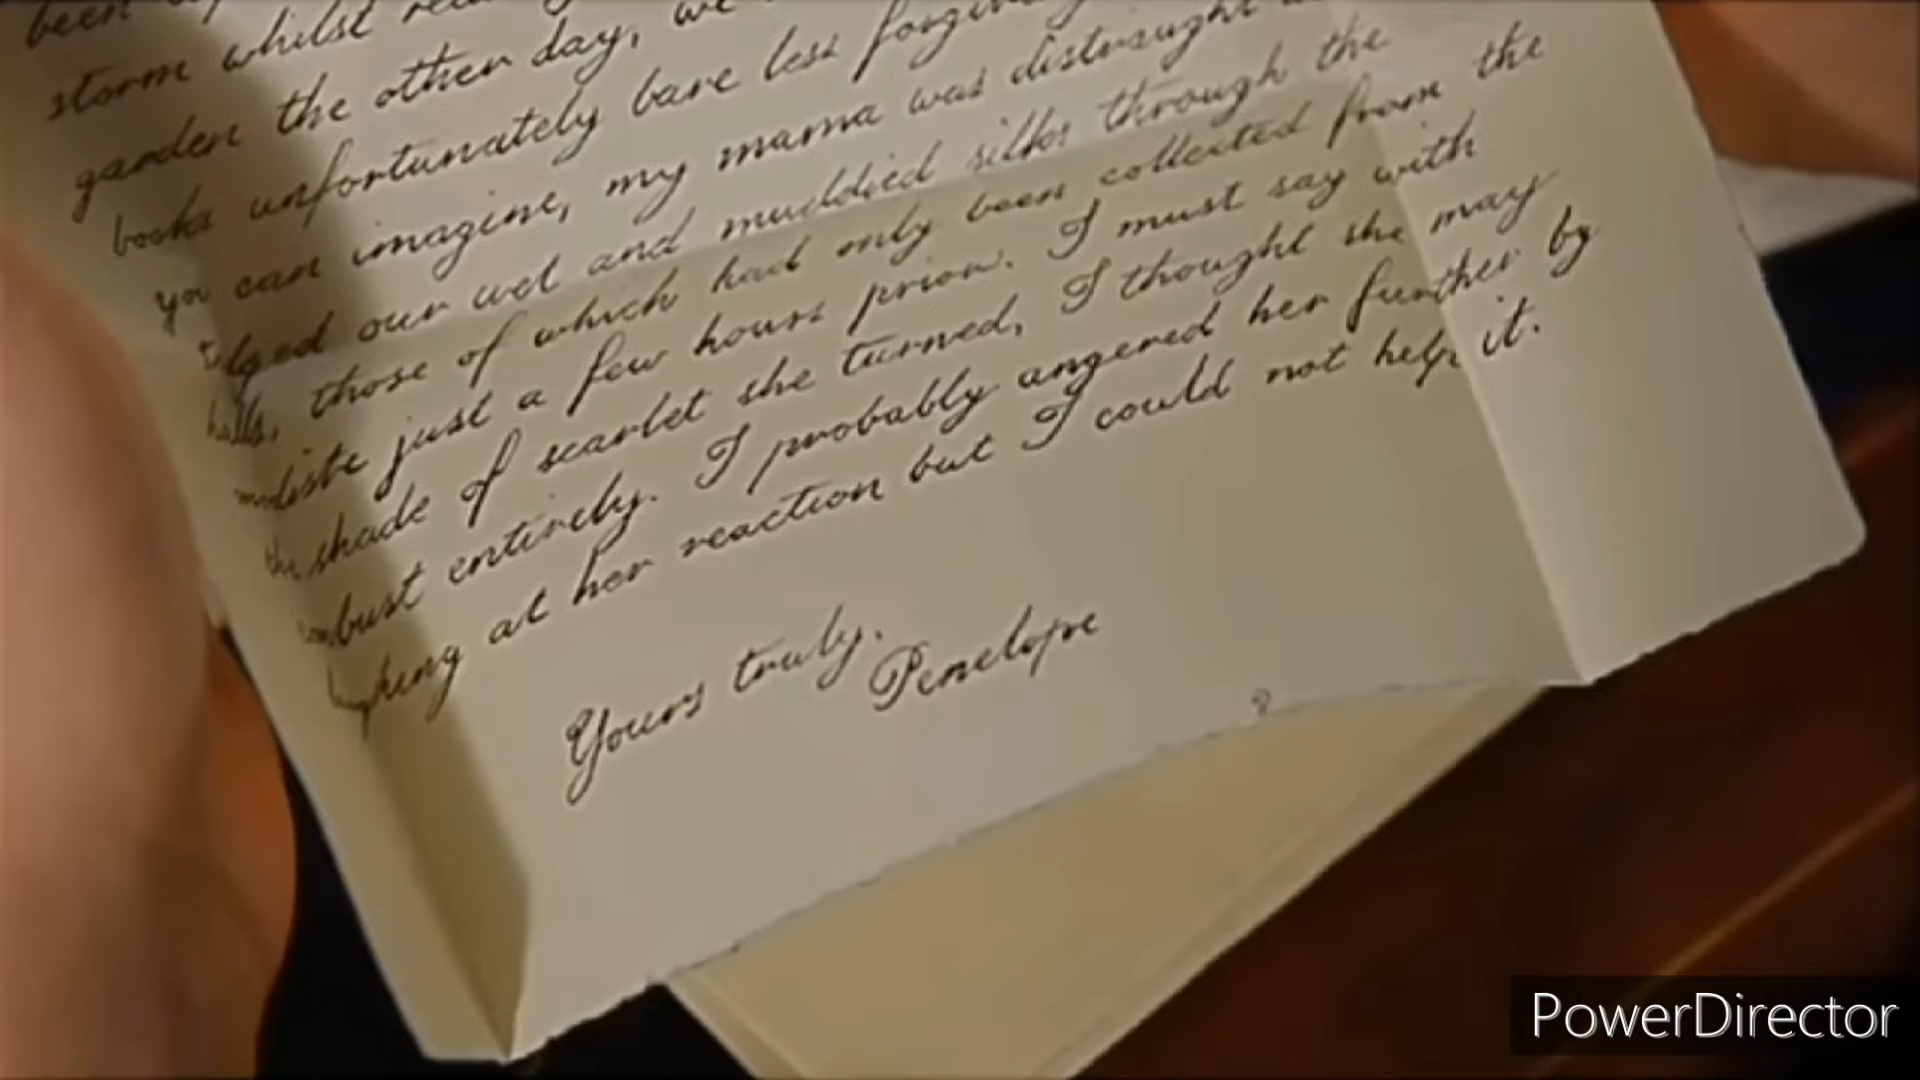 been
storm whilst
garden the other day, we
books unfortunately bare less
you can imagine, my mama was distraught
our wet and muddied silks through the
halls, those of which had only been collected from the
modiste just a few hours prior. I must say with
the shade of scarlet she turned, I thought she may
combust entirely. I probably angered her further by
at her reaction but I could not help it.
Yours truly.
Penelope
PowerDirector